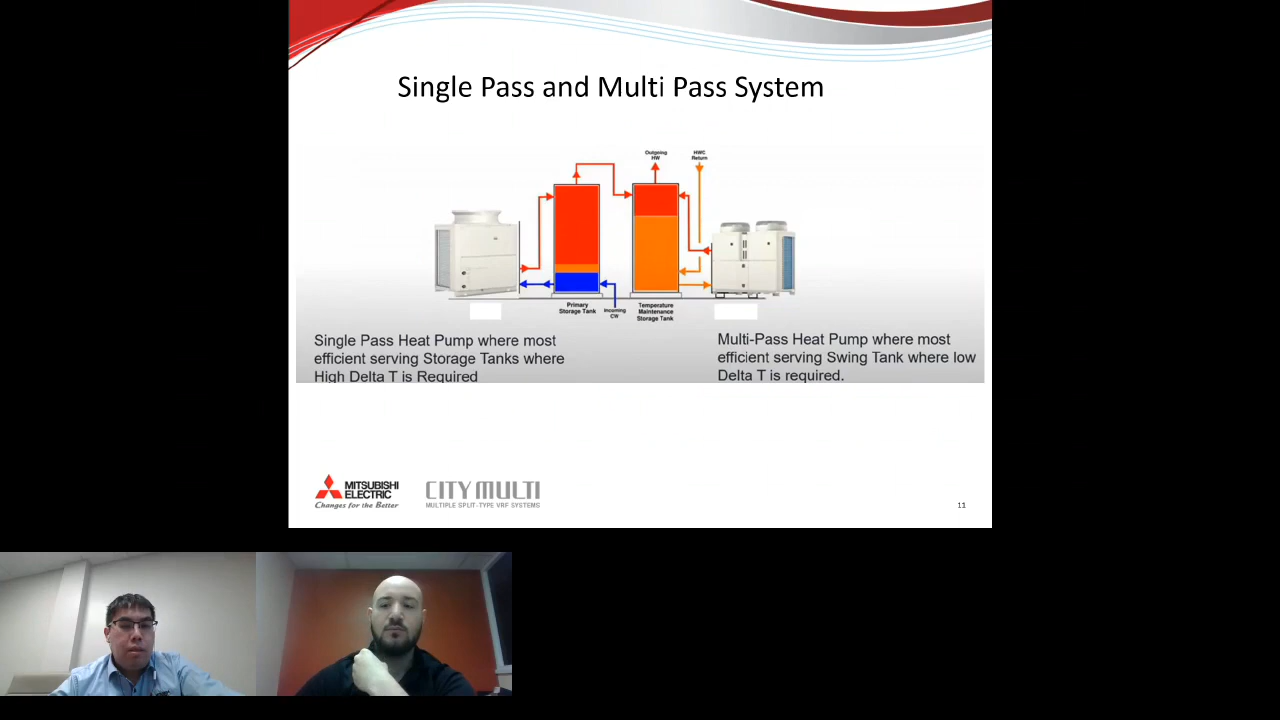 Single Pass and Multi Pass System
Outgoing
HW
HWC
Return
Primary
Storage Tank
Incoming
CW
Temperature
Maintenance
Storage Tank
Single Pass Heat Pump where most
efficient serving Storage Tanks where
High Delta T is Required
Multi-Pass Heat Pump where most
efficient serving Swing Tank where low
Delta T is required.
MITSUBISHI
ELECTRIC
Changes for the Better
CITY MULTI
MULTIPLE SPLIT-TYPE VRF SYSTEMS
11